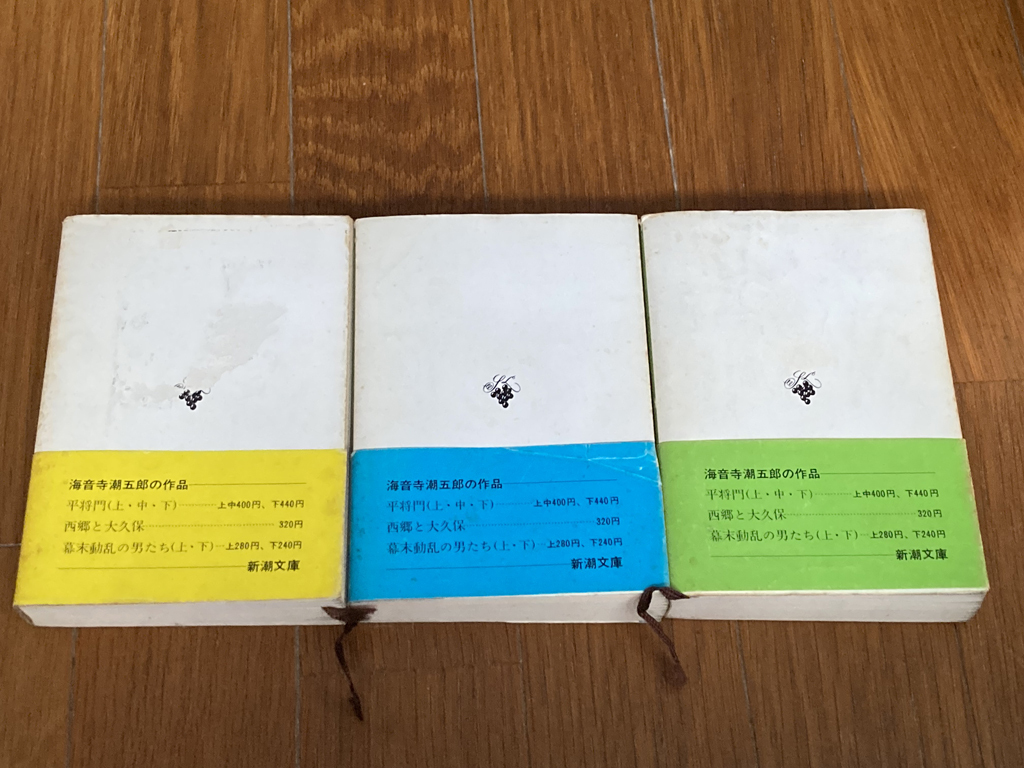 海音寺潮五郎の作品
平将門(上・中・下)………上中400円、下440円
西郷と大久保……………………320円
幕末動乱の男たち(上・下)―上280円、下240円
新潮文庫
海音寺潮五郎の作品
平将門(上・中・下)………上中400円、下440円
西郷と大久保……………………320円
幕末動乱の男たち(上・下)―上280円、下240円
新潮文庫
海音寺潮五郎の作品
平将門(上・中・下)………上中400円、下440円
西郷と大久保……………………320円
幕末動乱の男たち(上・下)―上280円、下240円
新潮文庫